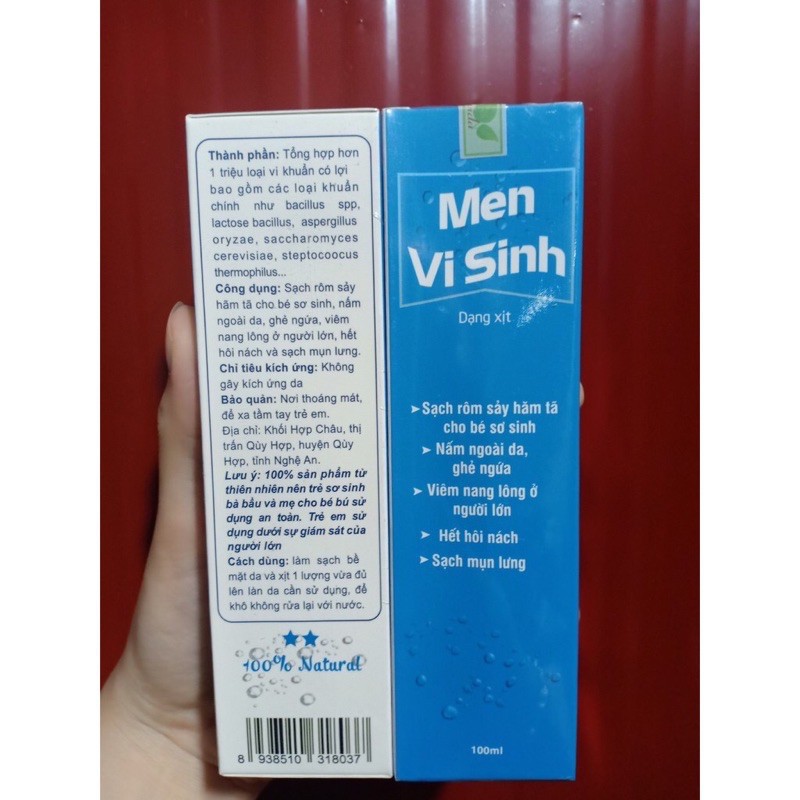 Thành phần: Tổng hợp hơn
1 triệu loại vi khuẩn có lợi
bao gồm các loại khuẩn
chính như bacillus spp,
lactose bacillus, aspergillus
oryzae, saccharomyces
cerevisiae, steptocoocus
thermophilus...
Công dụng: Sạch rôm sảy
hăm tã cho bé sơ sinh, nấm
ngoài da, ghẻ ngứa, viêm
nang lông ở người lớn, hết
hôi nách và sạch mụn lưng.
Chỉ tiêu kích ứng: Không
gây kích ứng da
Bảo quản: Nơi thoáng mát,
để xa tầm tay trẻ em.
Địa chỉ: Khối Hợp Châu, thị
trấn Qùy Hợp, huyện Qùy
Hợp, tỉnh Nghệ An.
Lưu ý: 100% sản phẩm từ
thiên nhiên nên trẻ sơ sinh
bà bầu và mẹ cho bé bú sử
dụng an toàn. Trẻ em sử
dụng dưới sự giám sát của
người lớn
Cách dùng: làm sạch bề
mặt da và xịt 1 lượng vừa đủ
lên làn da cần sử dụng, để
khô không rửa lại với nước.
100% Natural
8 938510 318037
Men
Vi Sinh
Dạng xịt
Sạch rôm sảy hăm tã
cho bé sơ sinh
Nấm ngoài da,
ghẻ ngứa
Viêm nang lông ở
người lớn
Hết hôi nách
Sạch mụn lưng
100ml